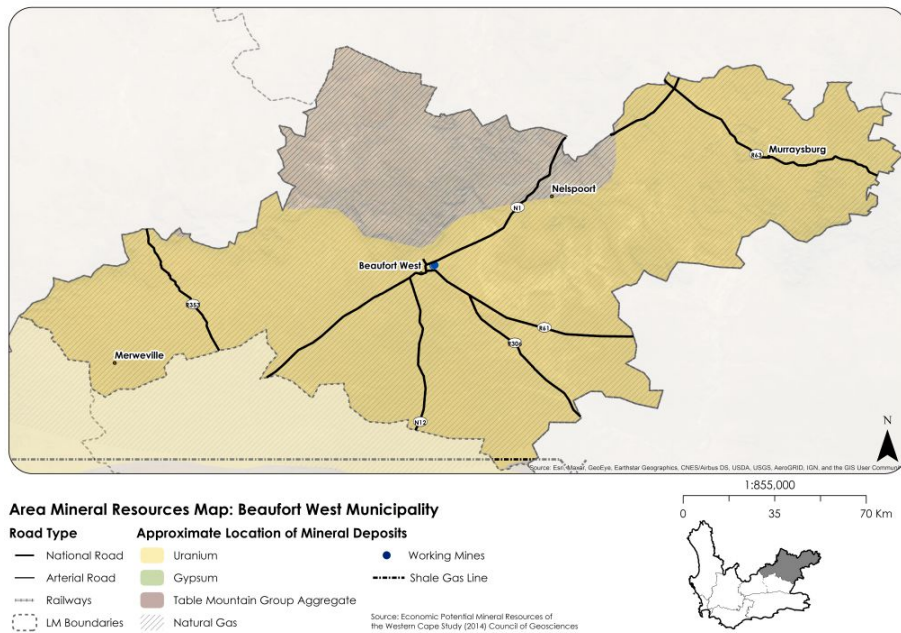 Murraysburg
R63
Nelspoort
N1
Beaufort West
R353
R61
R306
Merweville
N12
N
Source: Esri, Maxar, GeoEye, Earthstar Geographics, CNES/Airbus DS, USDA, USGS, AeroGRID, IGN, and the GIS User Communi
1:855,000
0 35 70 Km
Area Mineral Resources Map: Beaufort West Municipality
Road Type
National Road
Arterial Road
Railways
LM Boundaries
Approximate Location of Mineral Deposits
Uranium
Gypsum
Table Mountain Group Aggregate
Natural Gas
Working Mines
Shale Gas Line
Source: Economic Potential Mineral Resources of
the Western Cape Study (2014) Council of Geosciences